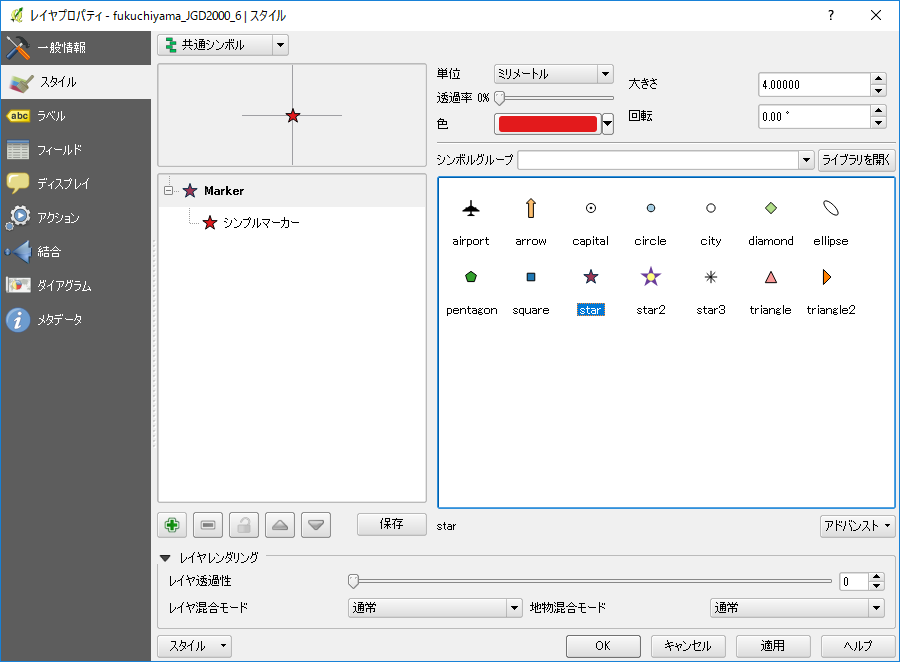 レイヤプロパティ - fukuchiyama_JGD2000_6 | スタイル
一般情報
スタイル
abc ラベル
フィールド
ディスプレイ
アクション
結合
ダイアグラム
メタデータ
共通シンボル
Marker
シンプルマーカー
保存
単位 ミリメートル
透過率 0%
色
大きさ 4.00000
回転 0.00 °
シンボルグループ ライブラリを開く
airport arrow capital circle city diamond ellipse
pentagon square star star2 star3 triangle triangle2
star アドバンスト
レイヤレンダリング
レイヤ透過性 0
レイヤ混合モード 通常 地物混合モード 通常
スタイル OK キャンセル 適用 ヘルプ